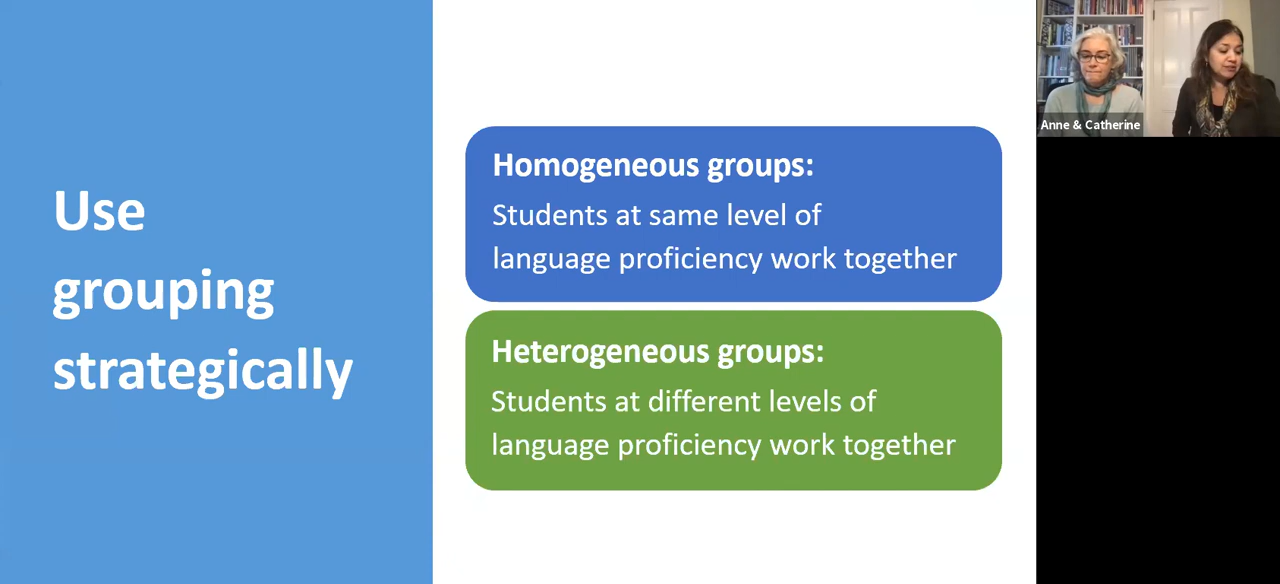 Use
grouping
strategically
Homogeneous groups:
Students at same level of
language proficiency work together
Heterogeneous groups:
Students at different levels of
language proficiency work together
Anne & Catherine